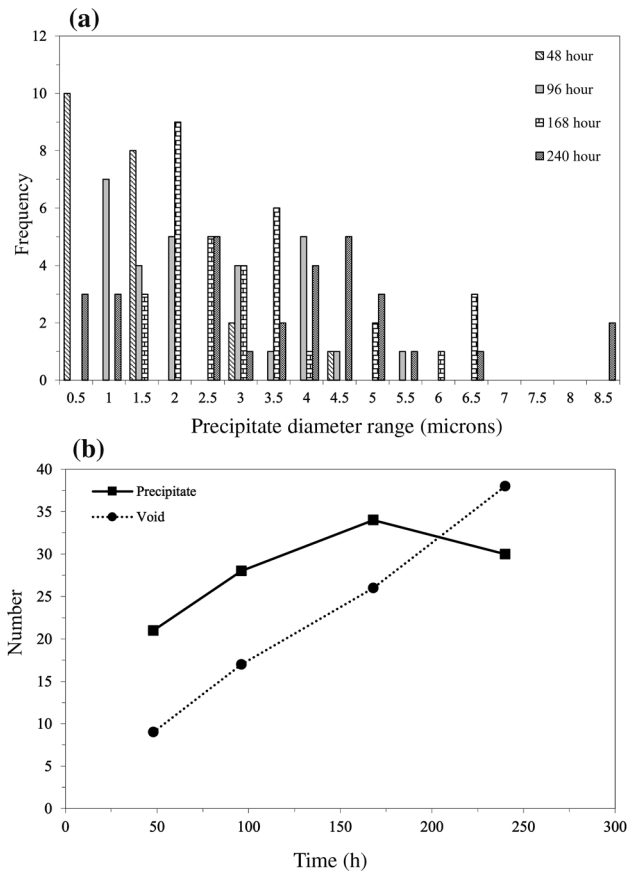 (a)
12
10
8
6
4
2
0
Frequency
48 hour
96 hour
168 hour
240 hour
0.5 1 1.5 2 2.5 3 3.5 4 4.5 5 5.5 6 6.5 7 7.5 8 8.5
Precipitate diameter range (microns)
(b)
40
35
30
25
20
15
10
5
0
Number
Precipitate
Void
0 50 100 150 200 250 300
Time (h)